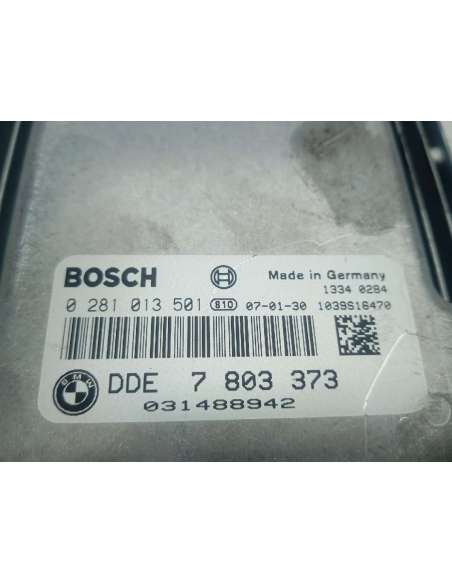 BOSCH
Made in Germany
1334 0284
0 281 013 501 B10 07-01-30 1039S16470
BMW
DDE 7 803 373
031488942